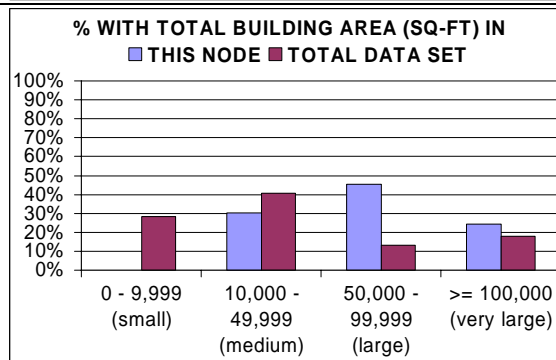 % WITH TOTAL BUILDING AREA (SQ-FT) IN
THIS NODE TOTAL DATA SET
100%
90%
80%
70%
60%
50%
40%
30%
20%
10%
0%
0 - 9,999 (small)
10,000 - 49,999 (medium)
50,000 - 99,999 (large)
>= 100,000 (very large)